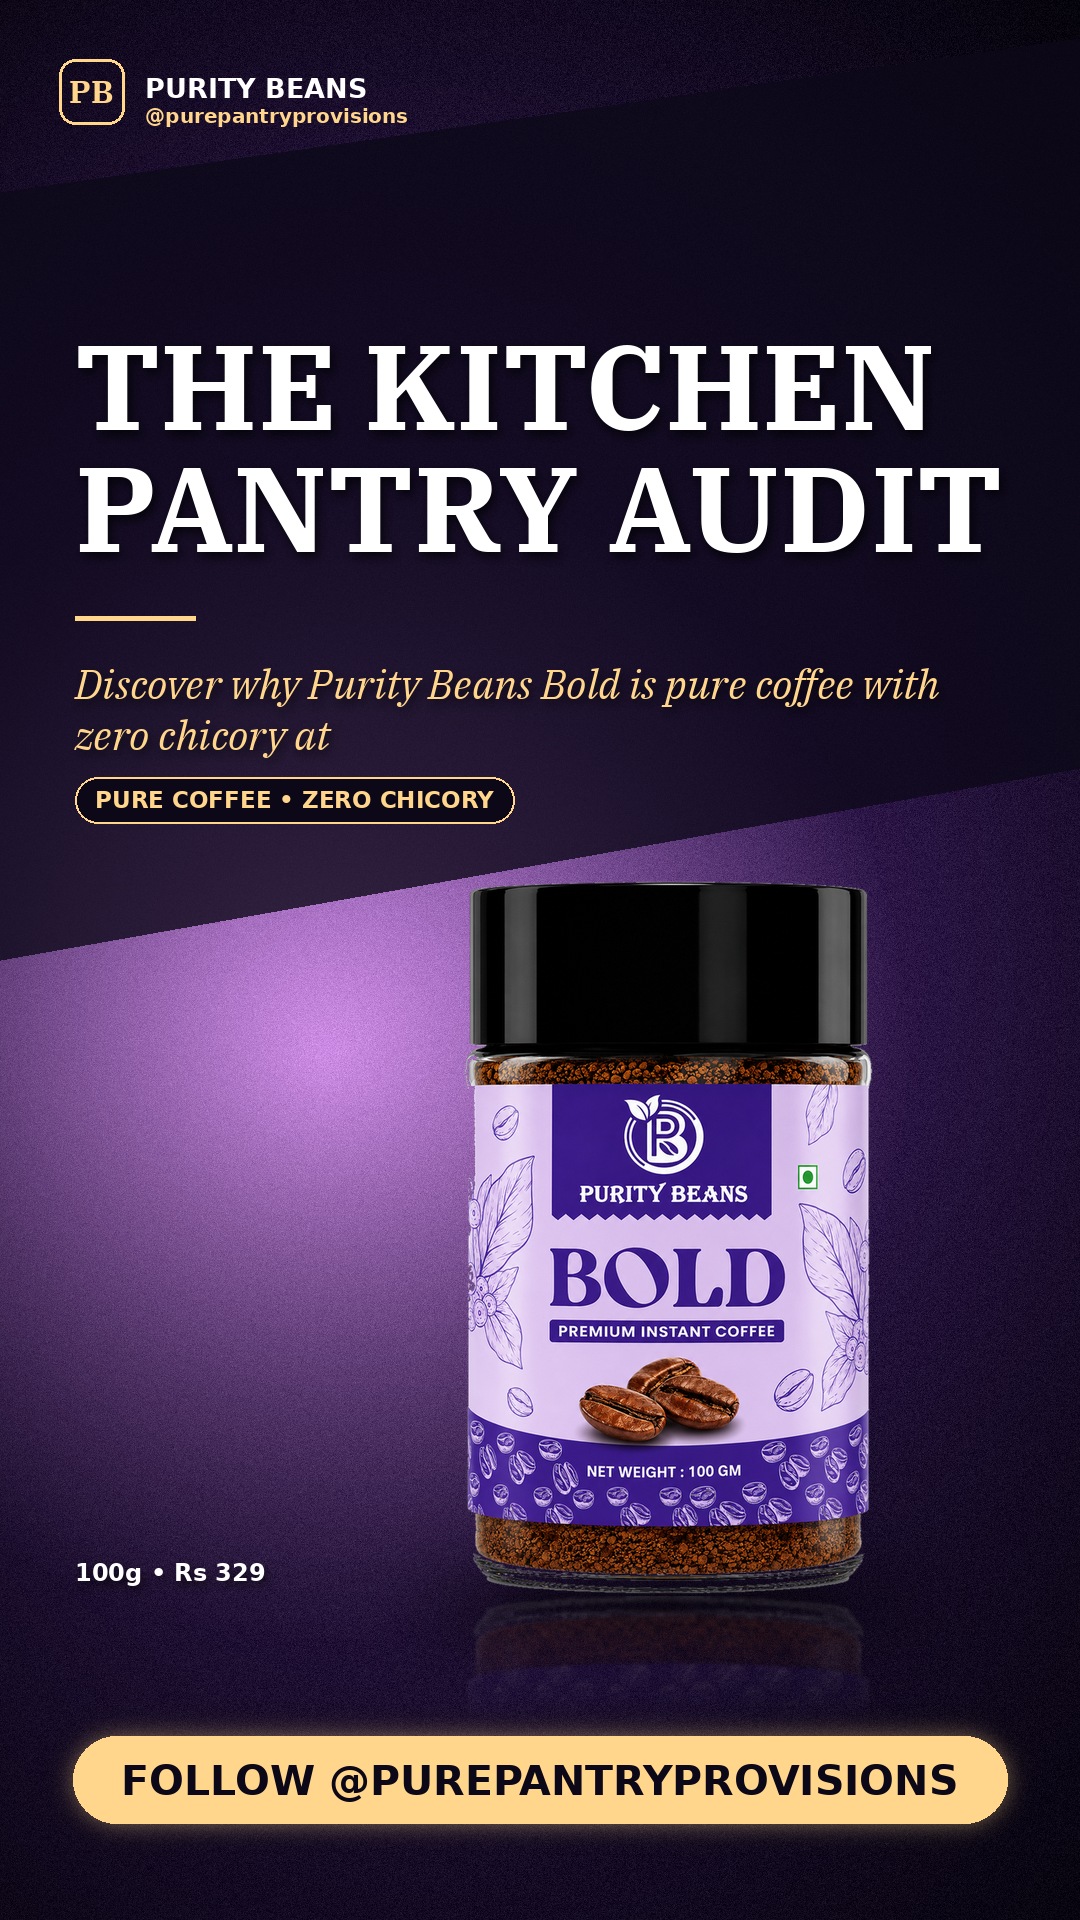 PB
PURITY BEANS
@purepantryprovisions
THE KITCHEN
PANTRY AUDIT
Discover why Purity Beans Bold is pure coffee with
zero chicory at
PURE COFFEE • ZERO CHICORY
PURITY BEANS
BOLD
PREMIUM INSTANT COFFEE
NET WEIGHT : 100 GM
100g • Rs 329
FOLLOW @PUREPANTRYPROVISIONS